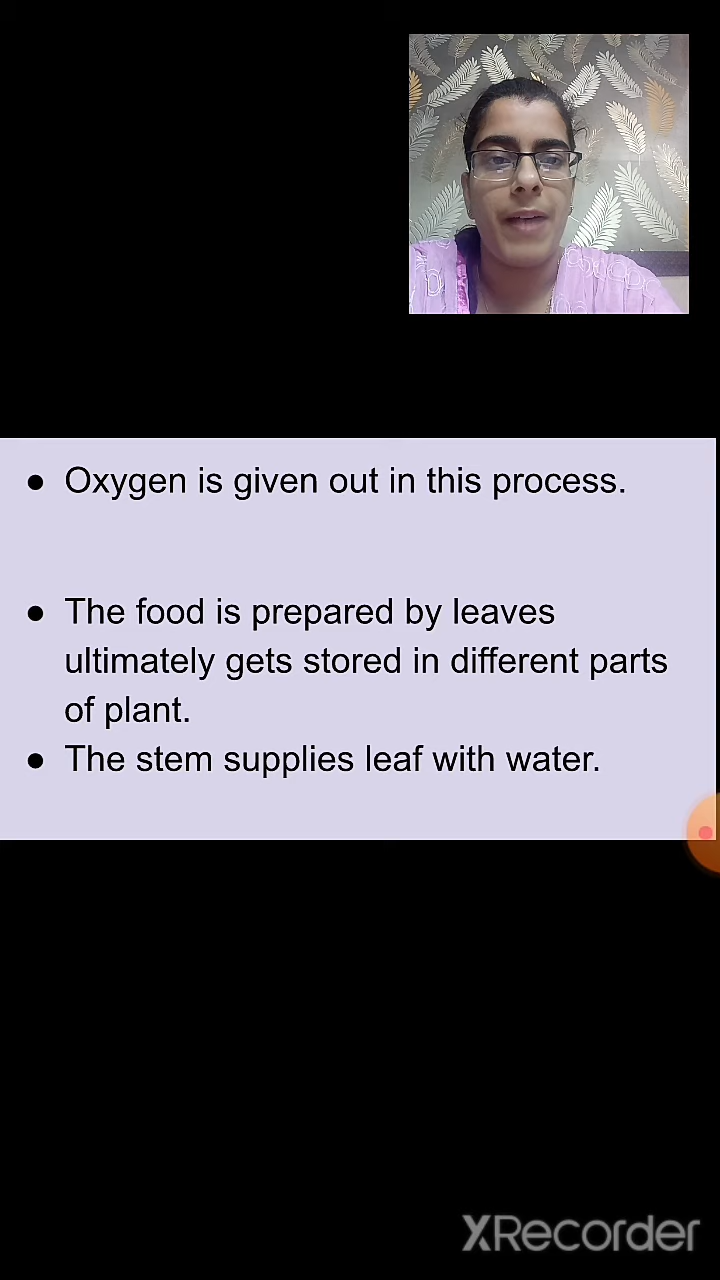 ● Oxygen is given out in this process.
● The food is prepared by leaves
ultimately gets stored in different parts
of plant.
● The stem supplies leaf with water.
XRecorder